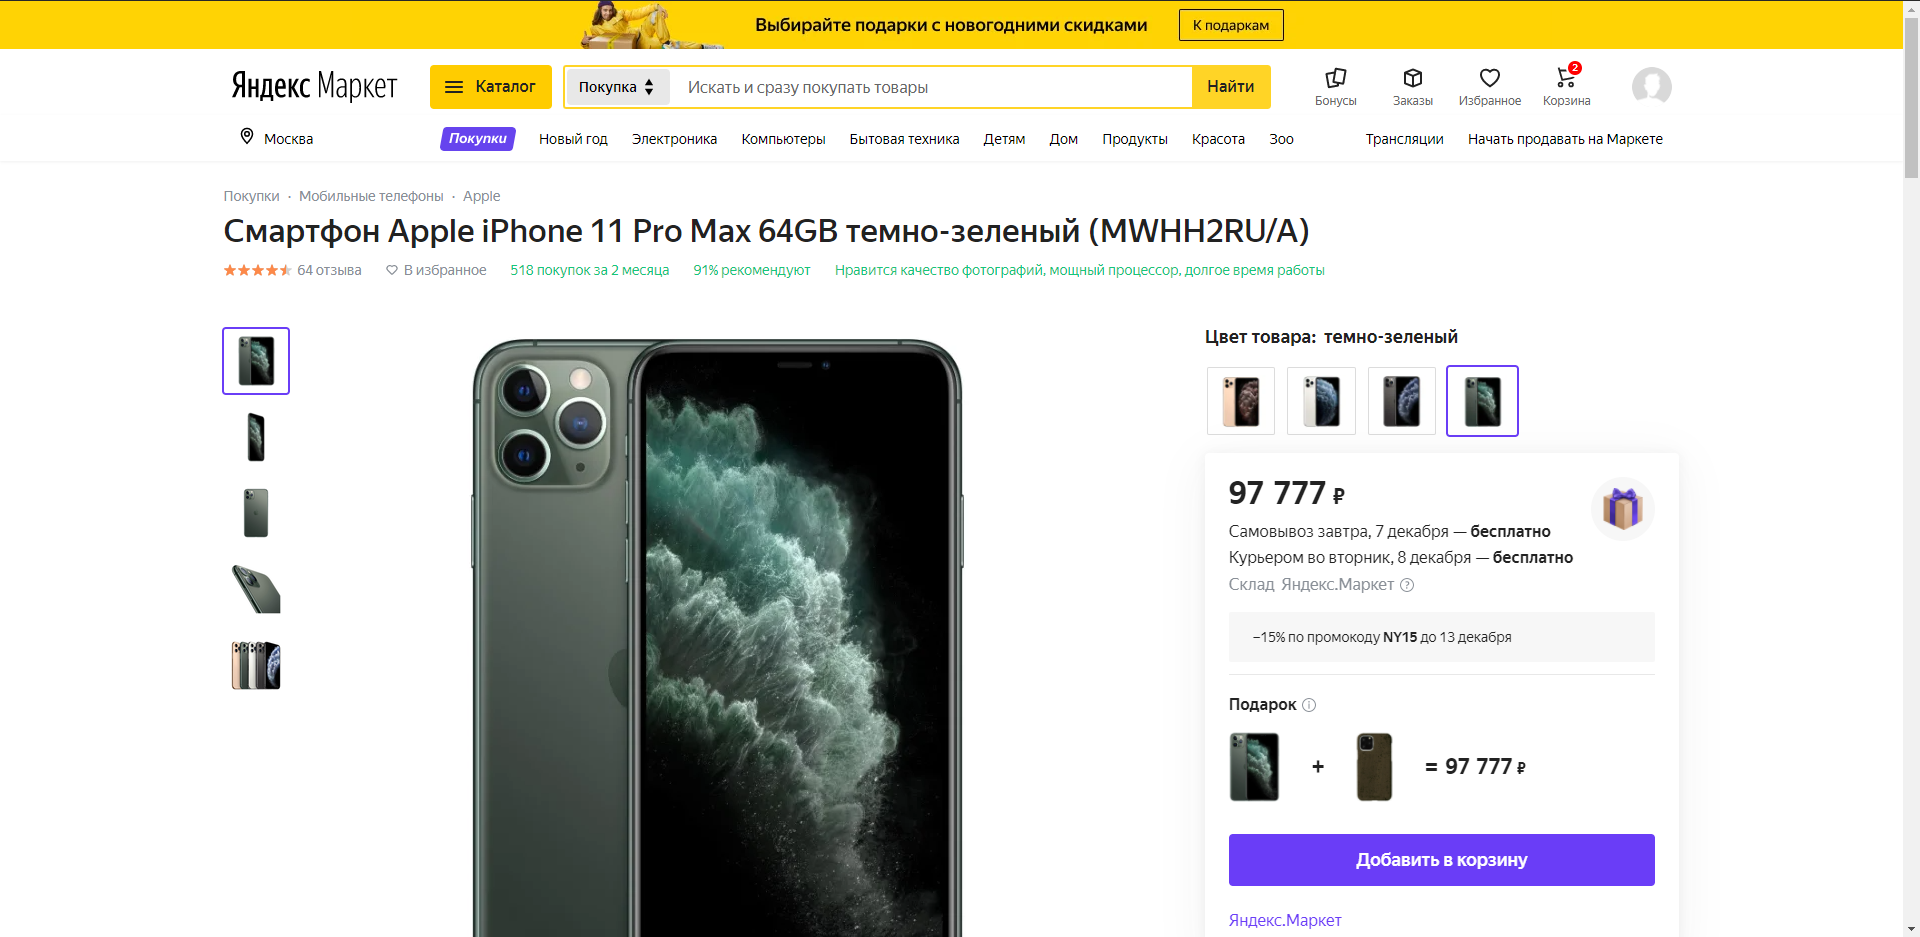 Выбирайте подарки с новогодними скидками
К подаркам
Яндекс Маркет
Каталог
Покупка
Искать и сразу покупать товары
Найти
Бонусы
Заказы
Избранное
2
Корзина
Москва
Покупки
Новый год
Электроника
Компьютеры
Бытовая техника
Детям
Дом
Продукты
Красота
Зоо
Трансляции
Начать продавать на Маркете
Покупки · Мобильные телефоны · Apple
Смартфон Apple iPhone 11 Pro Max 64GB темно-зеленый (MWHH2RU/A)
64 отзыва
В избранное
518 покупок за 2 месяца
91% рекомендуют
Нравится качество фотографий, мощный процессор, долгое время работы
Цвет товара: темно-зеленый
97 777 ₽
Самовывоз завтра, 7 декабря — бесплатно
Курьером во вторник, 8 декабря — бесплатно
Склад Яндекс.Маркет ?
−15% по промокоду NY15 до 13 декабря
Подарок
+
= 97 777 ₽
Добавить в корзину
Яндекс.Маркет